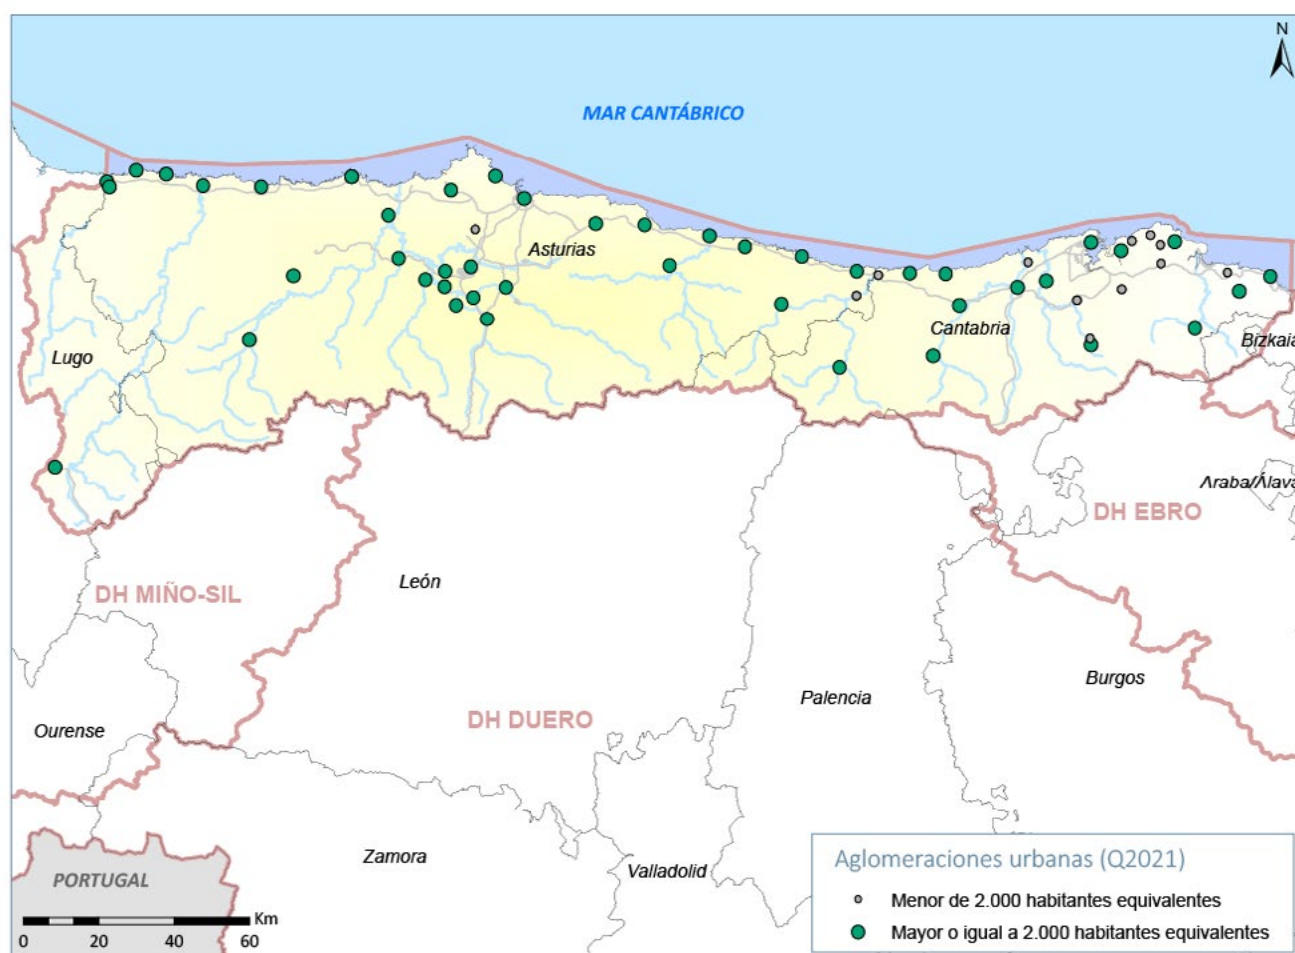 N
MAR CANTÁBRICO
Asturias
Cantabria
Lugo
Bizkaia
Araba/Álava
DH EBRO
León
DH MIÑO-SIL
Burgos
Palencia
DH DUERO
Ourense
Zamora
Valladolid
PORTUGAL
Km
0 20 40 60
Aglomeraciones urbanas (Q2021)
Menor de 2.000 habitantes equivalentes
Mayor o igual a 2.000 habitantes equivalentes